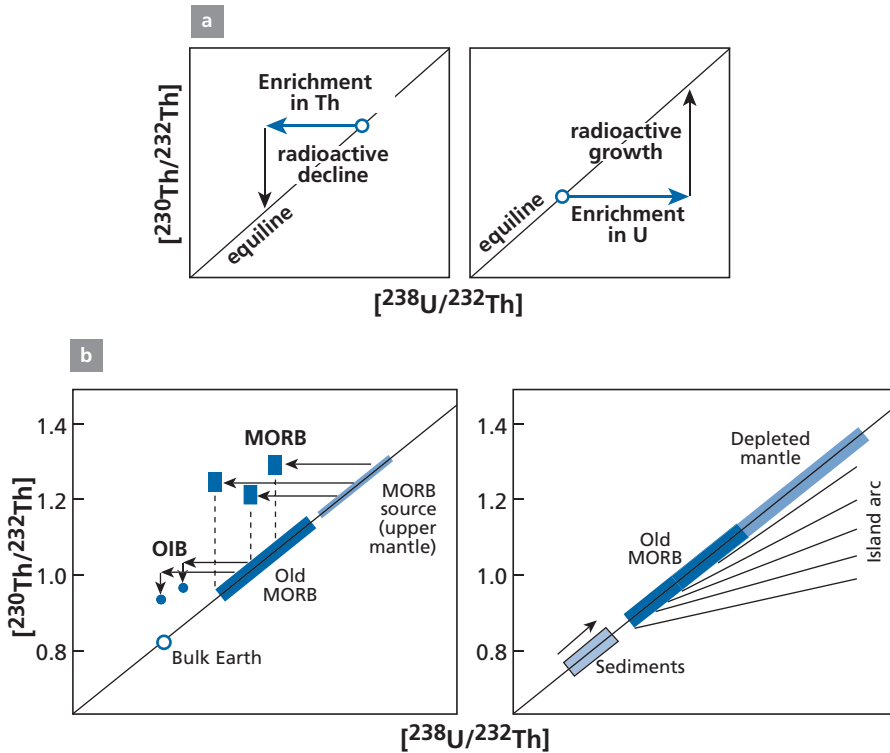 a
Enrichment
in Th
radioactive
decline
equiline
radioactive
growth
Enrichment
in U
equiline
[²³⁰Th/²³²Th]
[²³⁸U/²³²Th]
b
1.4
1.2
1.0
0.8
MORB
OIB
MORB
source
(upper
mantle)
Old
MORB
Bulk Earth
[²³⁰Th/²³²Th]
1.4
1.2
1.0
0.8
Depleted
mantle
Old
MORB
Island arc
Sediments
[²³⁸U/²³²Th]